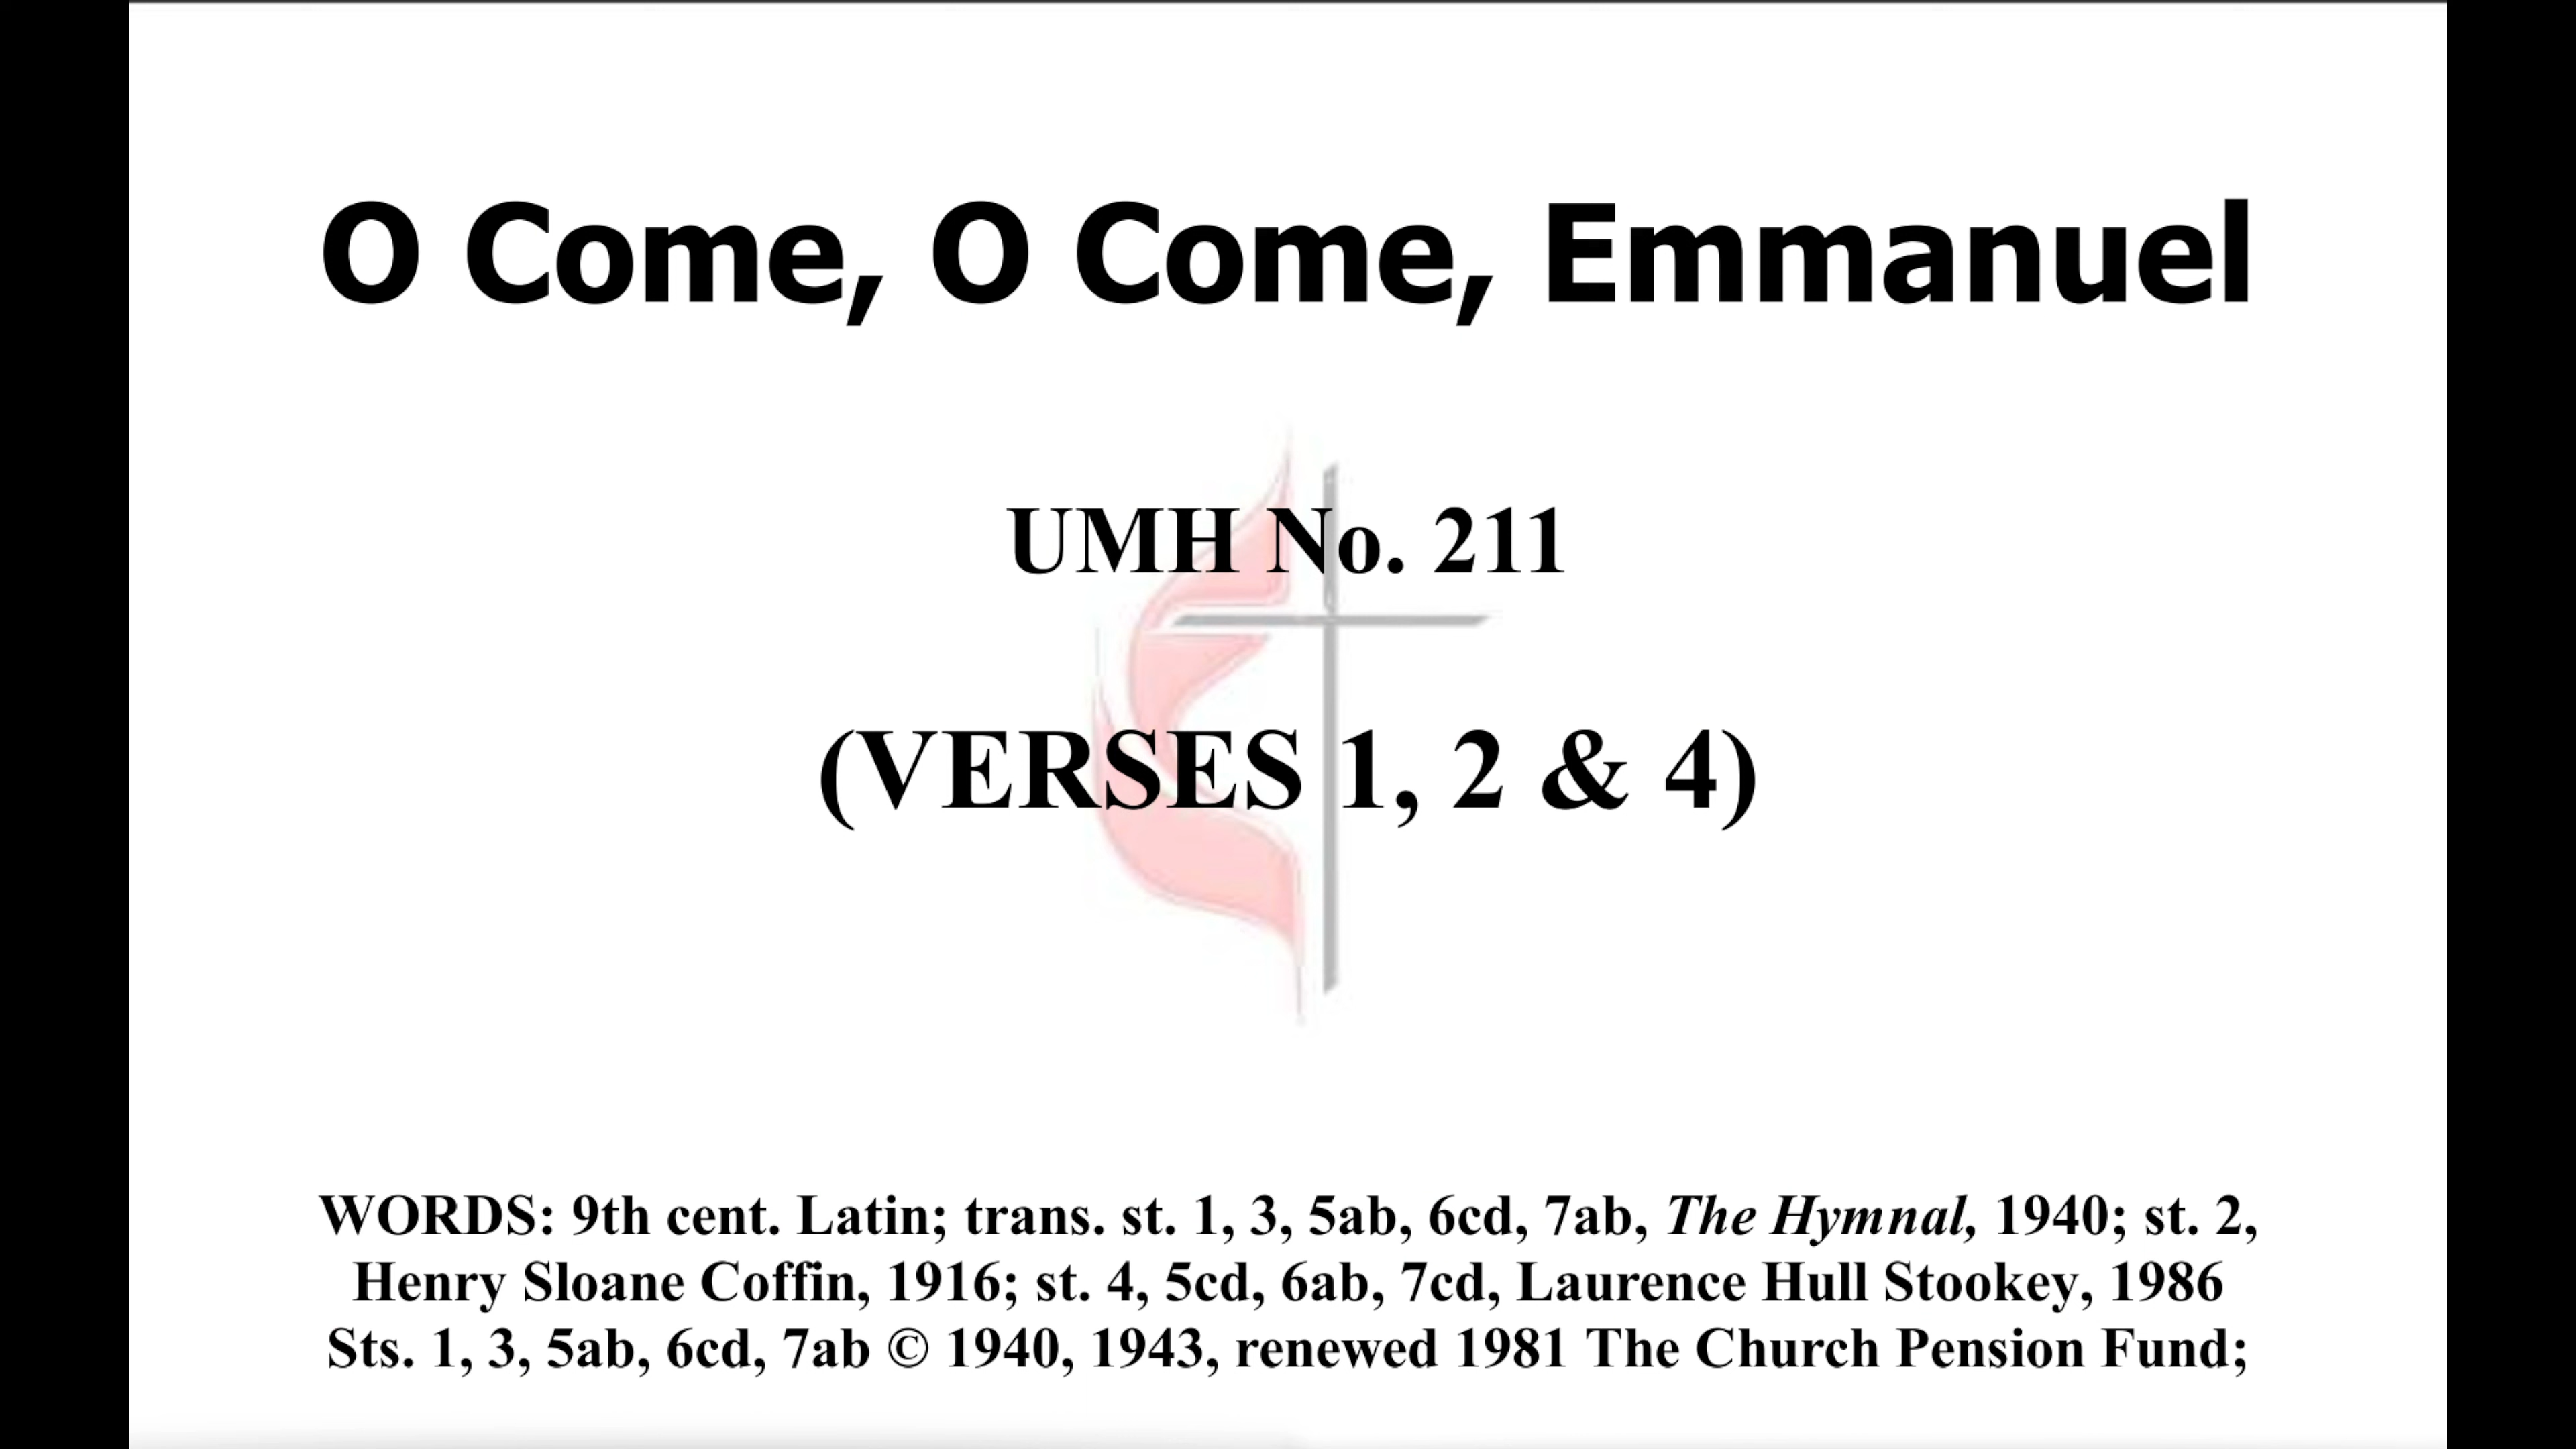 O Come, O Come, Emmanuel
UMH No. 211
(VERSES 1, 2 & 4)
WORDS: 9th cent. Latin; trans. st. 1, 3, 5ab, 6cd, 7ab, The Hymnal, 1940; st. 2,
Henry Sloane Coffin, 1916; st. 4, 5cd, 6ab, 7cd, Laurence Hull Stookey, 1986
Sts. 1, 3, 5ab, 6cd, 7ab © 1940, 1943, renewed 1981 The Church Pension Fund;